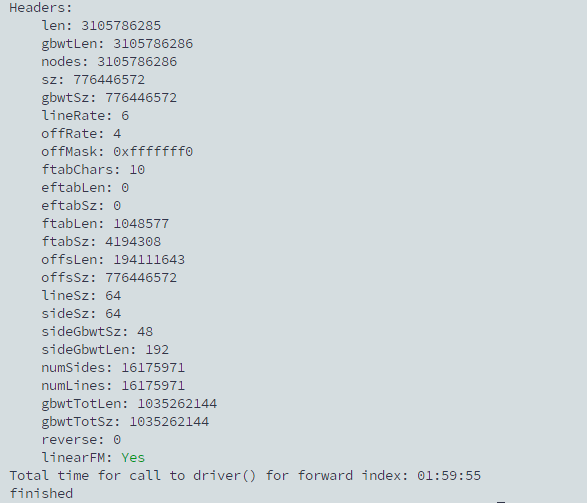 Headers:
len: 3105786285
gbwtLen: 3105786286
nodes: 3105786286
sz: 776446572
gbwtSz: 776446572
lineRate: 6
offRate: 4
offMask: 0xfffffff0
ftabChars: 10
eftabLen: 0
eftabSz: 0
ftabLen: 1048577
ftabSz: 4194308
offsLen: 194111643
offsSz: 776446572
lineSz: 64
sideSz: 64
sideGbwtSz: 48
sideGbwtLen: 192
numSides: 16175971
numLines: 16175971
gbwtTotLen: 1035262144
gbwtTotSz: 1035262144
reverse: 0
linearFM: Yes
Total time for call to driver() for forward index: 01:59:55
finished